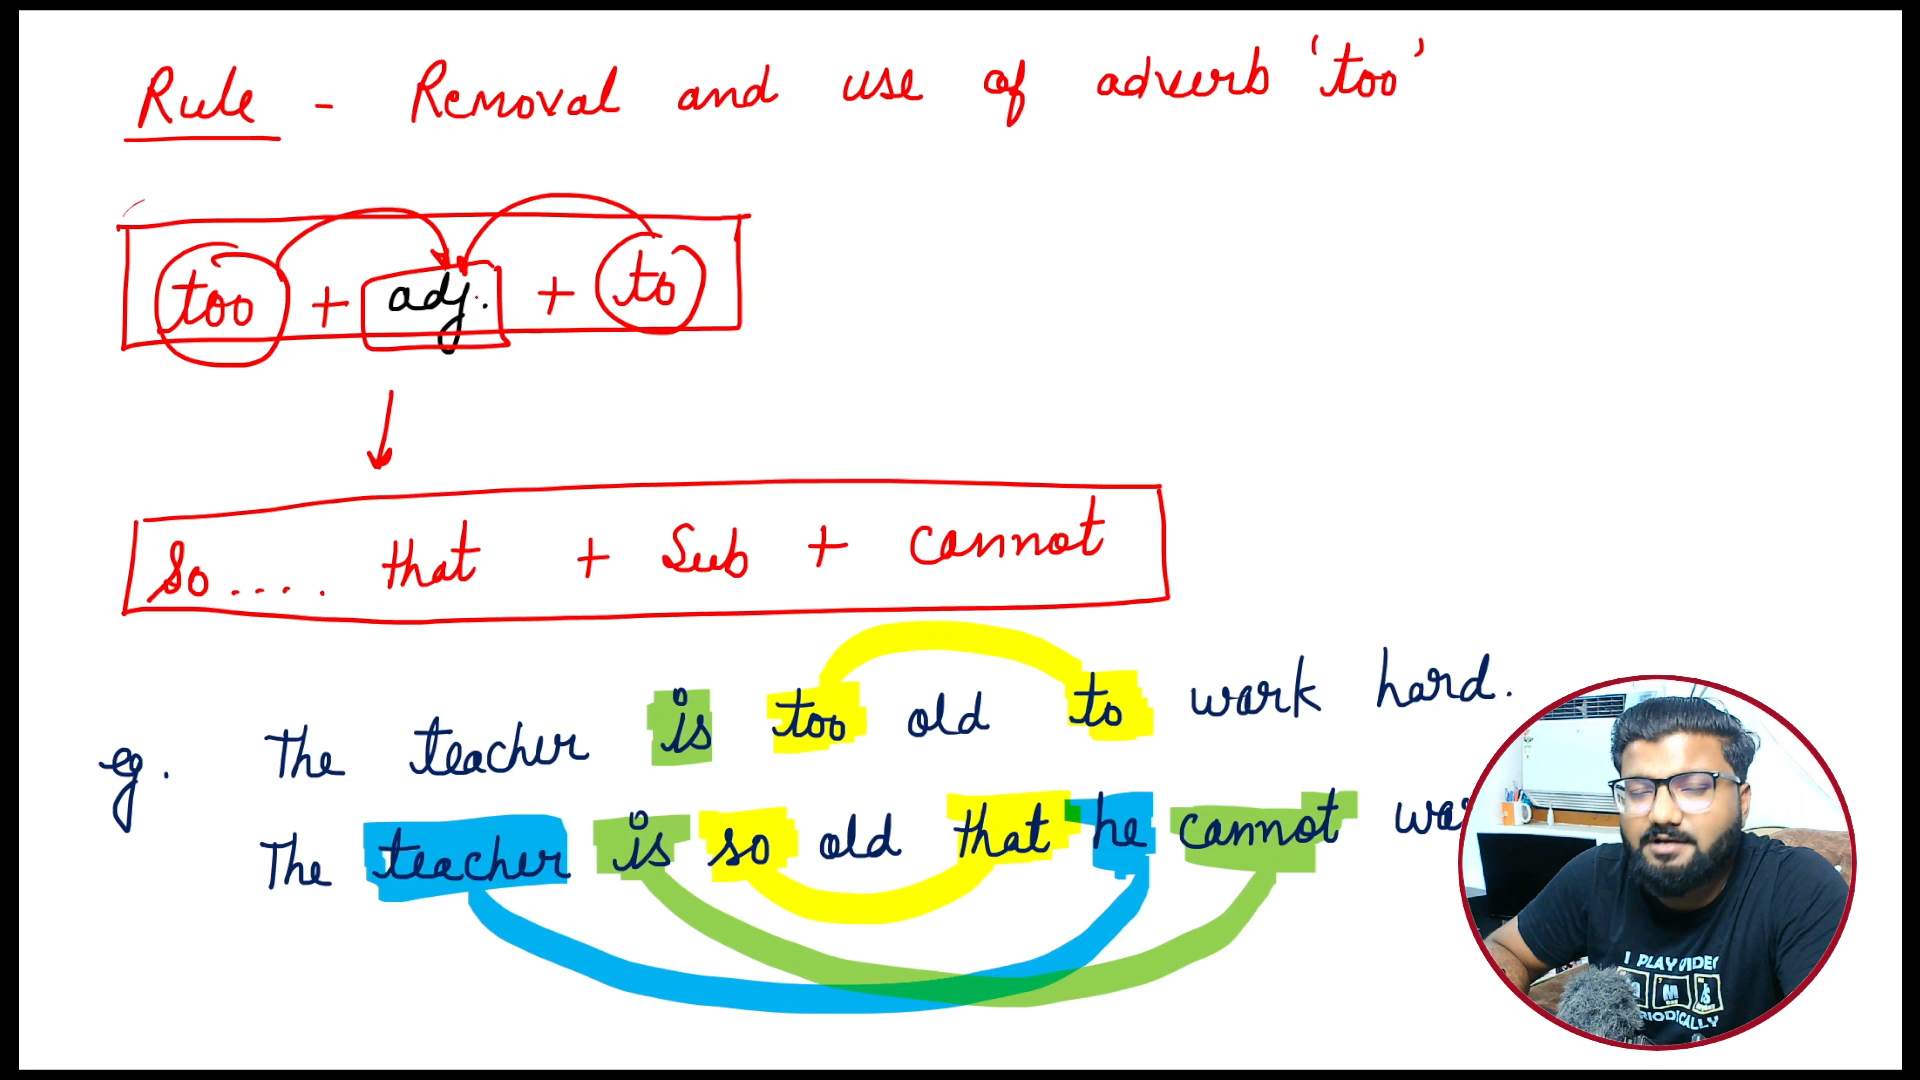 Rule - Removal and use of adverb 'too'
too + adj. + to
So.... that + Sub + cannot
eg. The teacher is too old to work hard.
The teacher is so old that he cannot
I PLAY VIDEO
PERIODICALLY